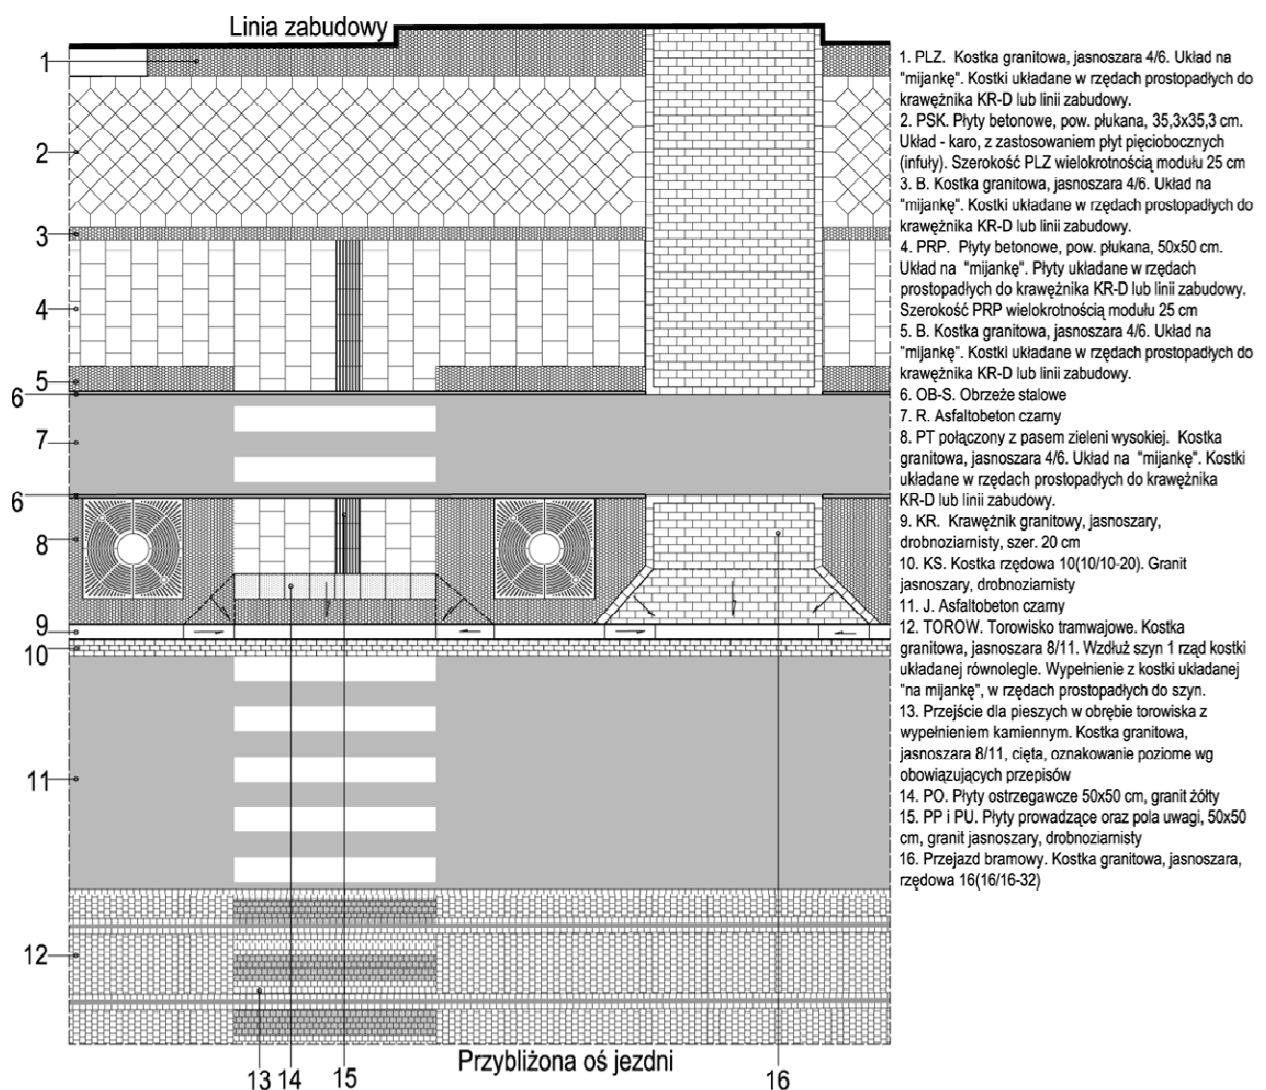 Linia zabudowy
1
2
3
4
5
6
7
6
8
9
10
11
12
13 14 15 16
Przybliżona oś jezdni
1. PLZ. Kostka granitowa, jasnoszara 4/6. Układ na
"mijankę". Kostki układane w rzędach prostopadłych do
krawężnika KR-D lub linii zabudowy.
2. PSK. Płyty betonowe, pow. płukana, 35,3x35,3 cm.
Układ - karo, z zastosowaniem płyt pięciobocznych
(infuły). Szerokość PLZ wielokrotnością modułu 25 cm
3. B. Kostka granitowa, jasnoszara 4/6. Układ na
"mijankę". Kostki układane w rzędach prostopadłych do
krawężnika KR-D lub linii zabudowy.
4. PRP. Płyty betonowe, pow. płukana, 50x50 cm.
Układ na "mijankę". Płyty układane w rzędach
prostopadłych do krawężnika KR-D lub linii zabudowy.
Szerokość PRP wielokrotnością modułu 25 cm
5. B. Kostka granitowa, jasnoszara 4/6. Układ na
"mijankę". Kostki układane w rzędach prostopadłych do
krawężnika KR-D lub linii zabudowy.
6. OB-S. Obrzeże stalowe
7. R. Asfaltobeton czarny
8. PT połączony z pasem zieleni wysokiej. Kostka
granitowa, jasnoszara 4/6. Układ na "mijankę". Kostki
układane w rzędach prostopadłych do krawężnika
KR-D lub linii zabudowy.
9. KR. Krawężnik granitowy, jasnoszary,
drobnoziarnisty, szer. 20 cm
10. KS. Kostka rzędowa 10(10/10-20). Granit
jasnoszary, drobnoziarnisty
11. J. Asfaltobeton czarny
12. TOROW. Torowisko tramwajowe. Kostka
granitowa, jasnoszara 8/11. Wzdłuż szyn 1 rząd kostki
układanej równolegle. Wypełnienie z kostki układanej
"na mijankę", w rzędach prostopadłych do szyn.
13. Przejście dla pieszych w obrębie torowiska z
wypełnieniem kamiennym. Kostka granitowa,
jasnoszara 8/11, cięta, oznakowanie poziome wg
obowiązujących przepisów
14. PO. Płyty ostrzegawcze 50x50 cm, granit żółty
15. PP i PU. Płyty prowadzące oraz pola uwagi, 50x50
cm, granit jasnoszary, drobnoziarnisty
16. Przejazd bramowy. Kostka granitowa, jasnoszara,
rzędowa 16(16/16-32)